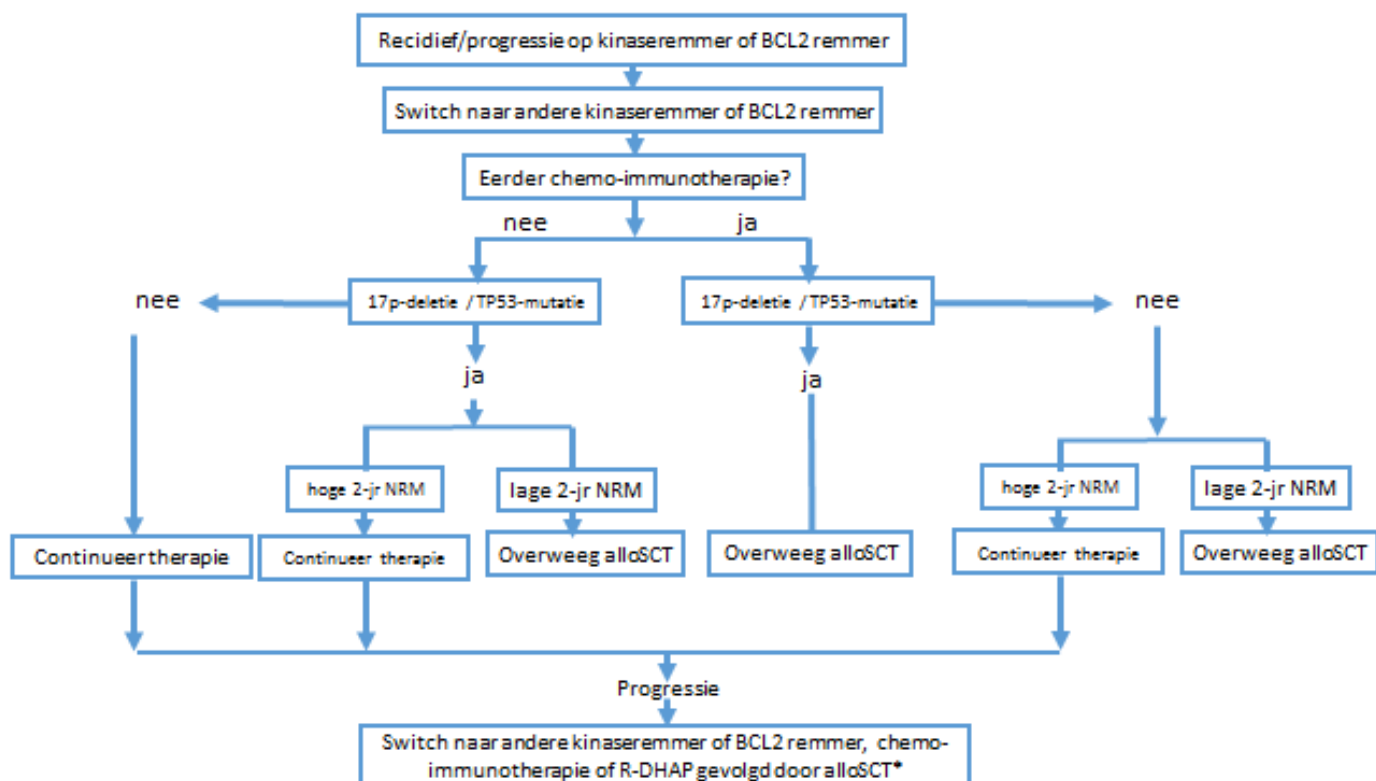 Recidief/progressie op kinaseremmer of BCL2 remmer
Switch naar andere kinaseremmer of BCL2 remmer
Eerder chemo-immunotherapie?
nee
ja
nee
17p-deletie / TP53-mutatie
17p-deletie / TP53-mutatie
nee
ja
ja
hoge 2-jr NRM
lage 2-jr NRM
hoge 2-jr NRM
lage 2-jr NRM
Continueer therapie
Continueer therapie
Overweeg alloSCT
Overweeg alloSCT
Continueer therapie
Overweeg alloSCT
Progressie
Switch naar andere kinaseremmer of BCL2 remmer, chemo-
immunotherapie of R-DHAP gevolgd door alloSCT*